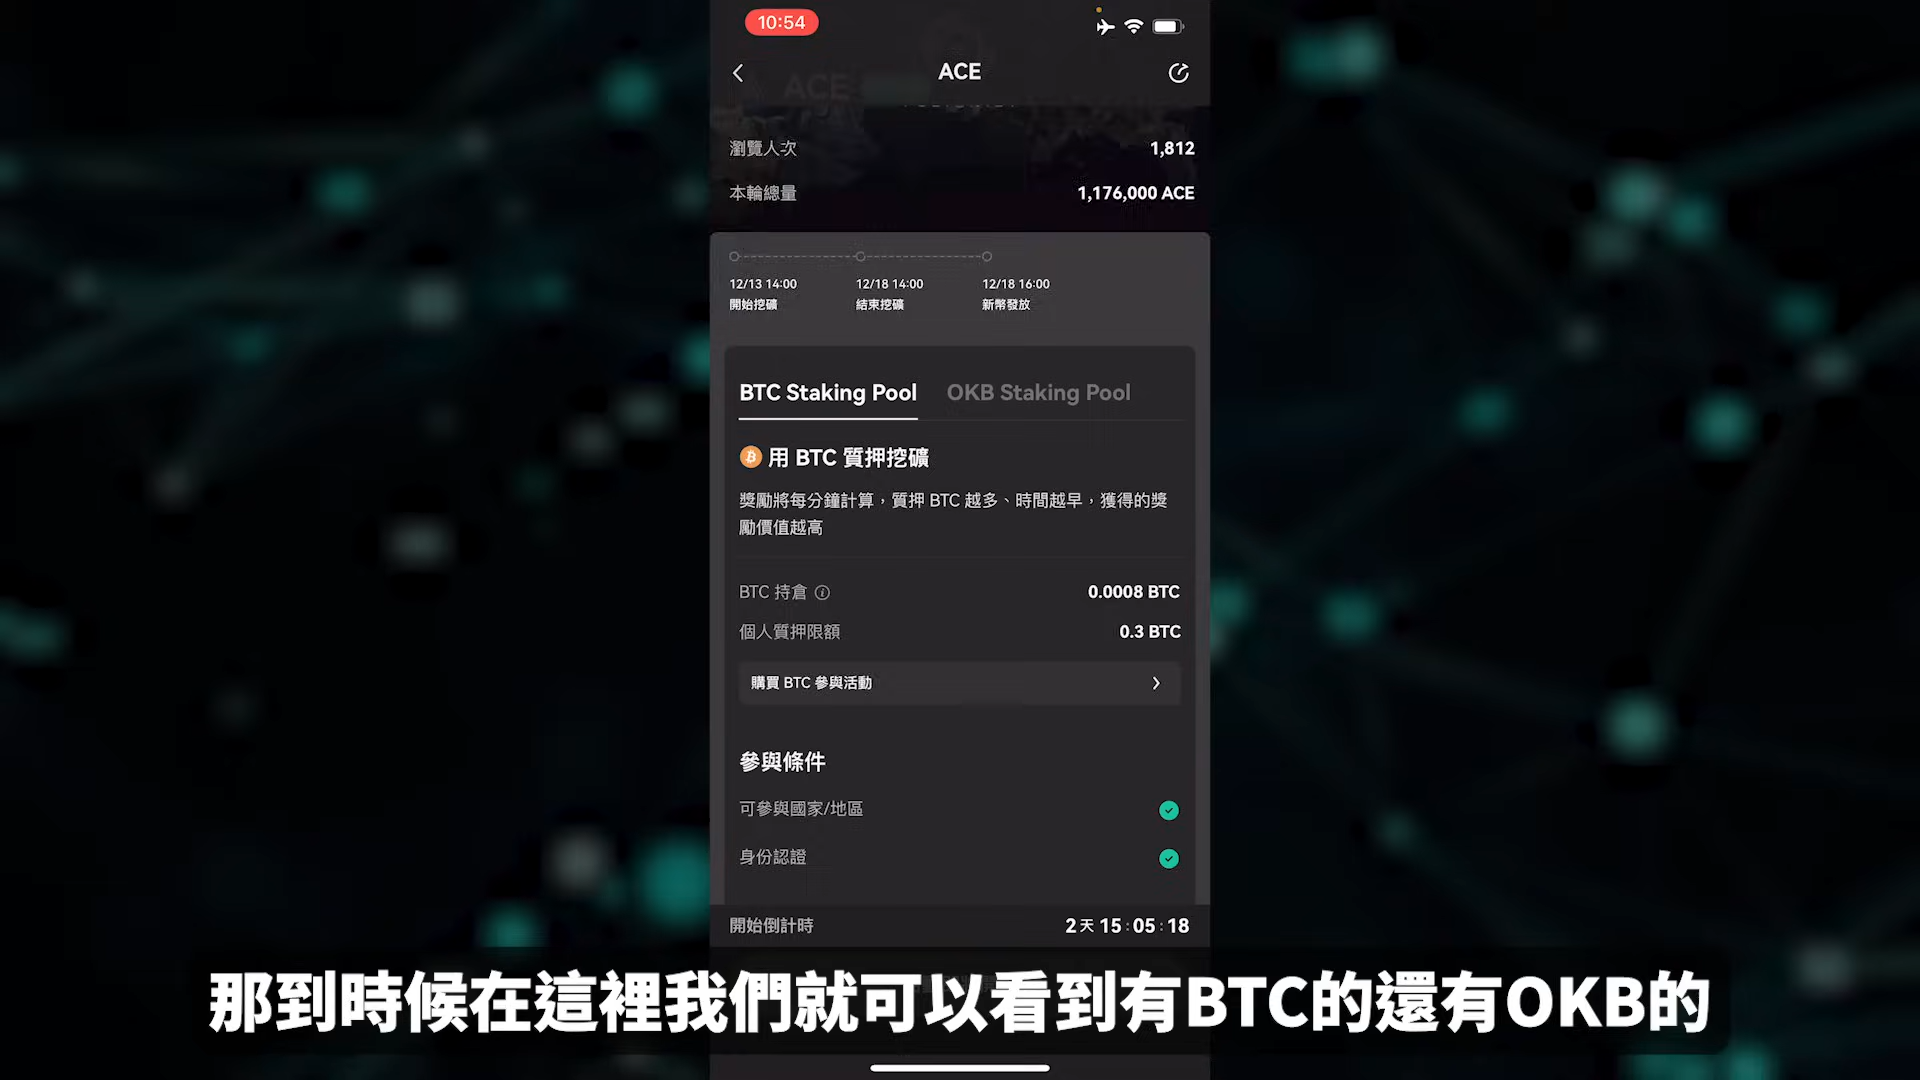 10:54
ACE
ACE
瀏覽人次
1,812
本輪總量
1,176,000 ACE
12/13 14:00
12/18 14:00
12/18 16:00
開始挖礦
結束挖礦
新幣發放
BTC Staking Pool
OKB Staking Pool
用 BTC 質押挖礦
獎勵將每分鐘計算,質押 BTC 越多、時間越早,獲得的獎
勵價值越高
BTC 持倉
0.0008 BTC
個人質押限額
0.3 BTC
購買 BTC 參與活動
參與條件
可參與國家/地區
身份認證
開始倒計時
2天 15:05:18
那到時候在這裡我們就可以看到有BTC的還有OKB的